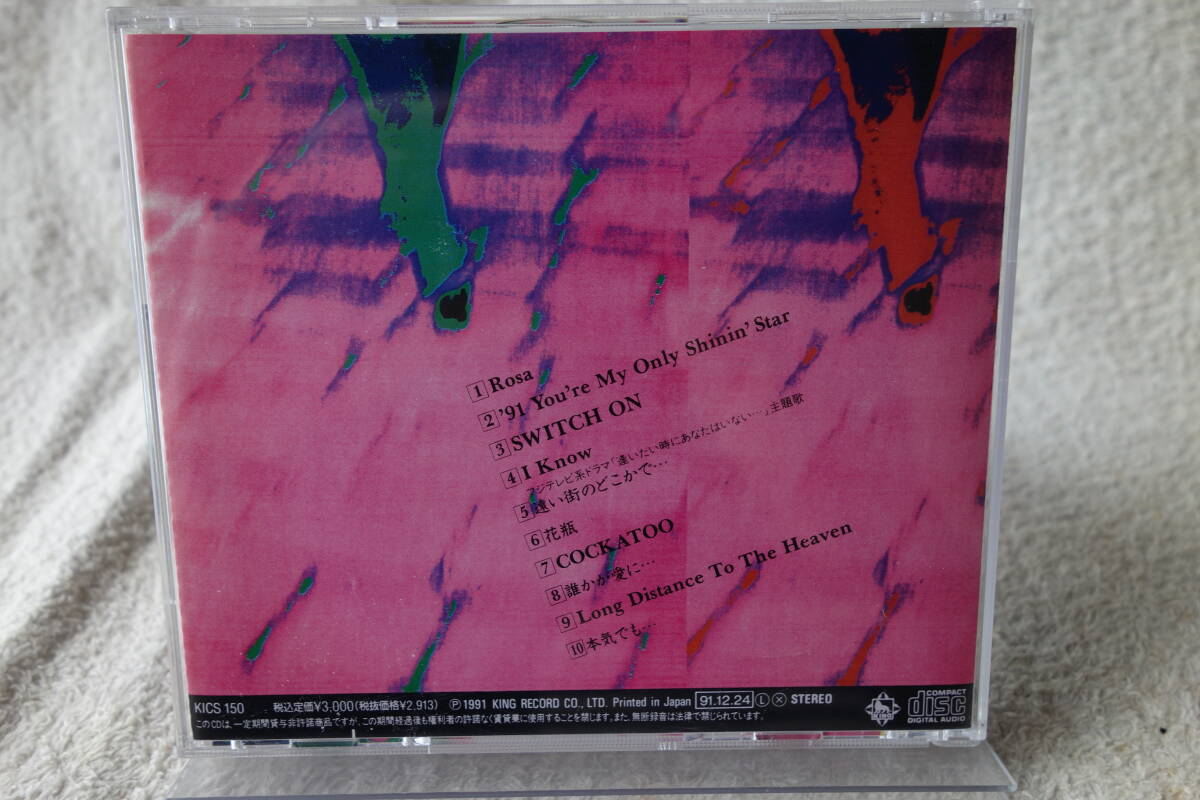 1 Rosa
2 '91 You're My Only Shinin' Star
3 SWITCH ON
4 I Know
フジテレビ系ドラマ「逢いたい時にあなたはいない…」主題歌
5 遠い街のどこかで…
6 花瓶
7 COCKATOO
8 誰かが愛に…
9 Long Distance To The Heaven
10 本気でも…
KICS 150 税込定価¥3,000(税抜価格¥2,913) Ⓟ1991 KING RECORD CO., LTD. Printed in Japan 91.12.24 Ⓛ Ⓧ STEREO
このCDは、一定期間貸与非許諾商品ですが、この期間経過後も権利者の許諾なく賃貸業に使用することを禁じます。また、無断録音は法律で禁じられています。
KING
COMPACT disc DIGITAL AUDIO